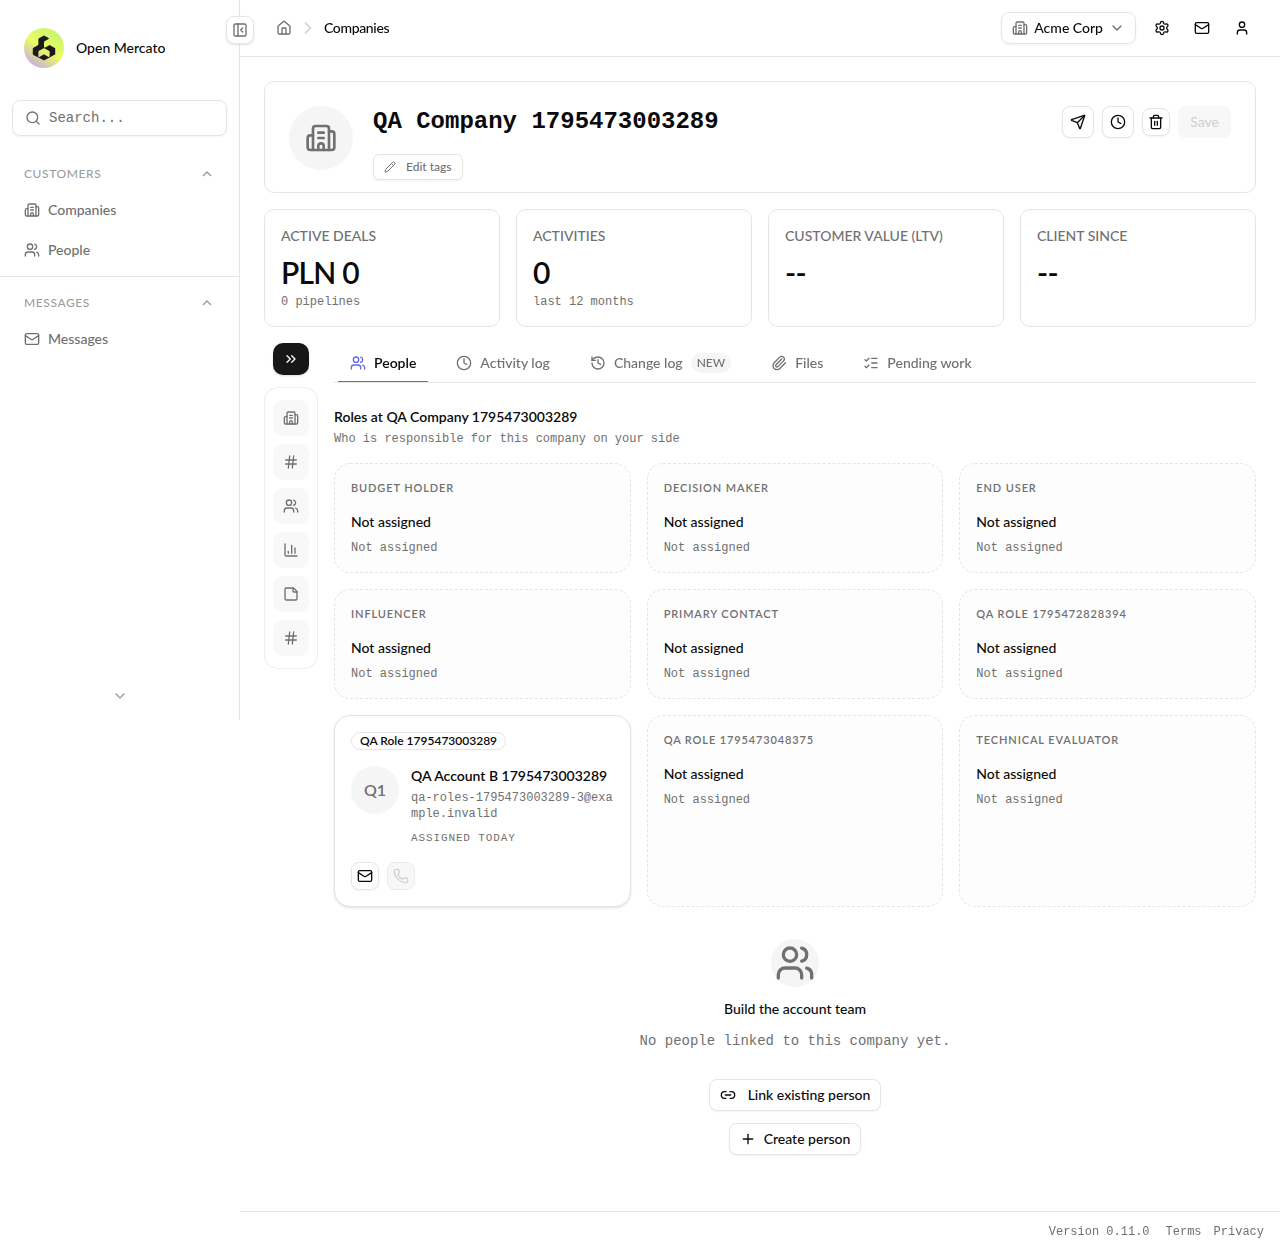 Open Mercato
Companies
Acme Corp
Search...
CUSTOMERS
Companies
People
MESSAGES
Messages
QA Company 1795473003289
Edit tags
Save
ACTIVE DEALS
PLN 0
0 pipelines
ACTIVITIES
0
last 12 months
CUSTOMER VALUE (LTV)
--
CLIENT SINCE
--
People
Activity log
Change log NEW
Files
Pending work
Roles at QA Company 1795473003289
Who is responsible for this company on your side
BUDGET HOLDER
Not assigned
Not assigned
DECISION MAKER
Not assigned
Not assigned
END USER
Not assigned
Not assigned
INFLUENCER
Not assigned
Not assigned
PRIMARY CONTACT
Not assigned
Not assigned
QA ROLE 1795472828394
Not assigned
Not assigned
QA Role 1795473003289
Q1
QA Account B 1795473003289
qa-roles-1795473003289-3@exa
mple.invalid
ASSIGNED TODAY
QA ROLE 1795473048375
Not assigned
Not assigned
TECHNICAL EVALUATOR
Not assigned
Not assigned
Build the account team
No people linked to this company yet.
Link existing person
Create person
Version 0.11.0 Terms Privacy